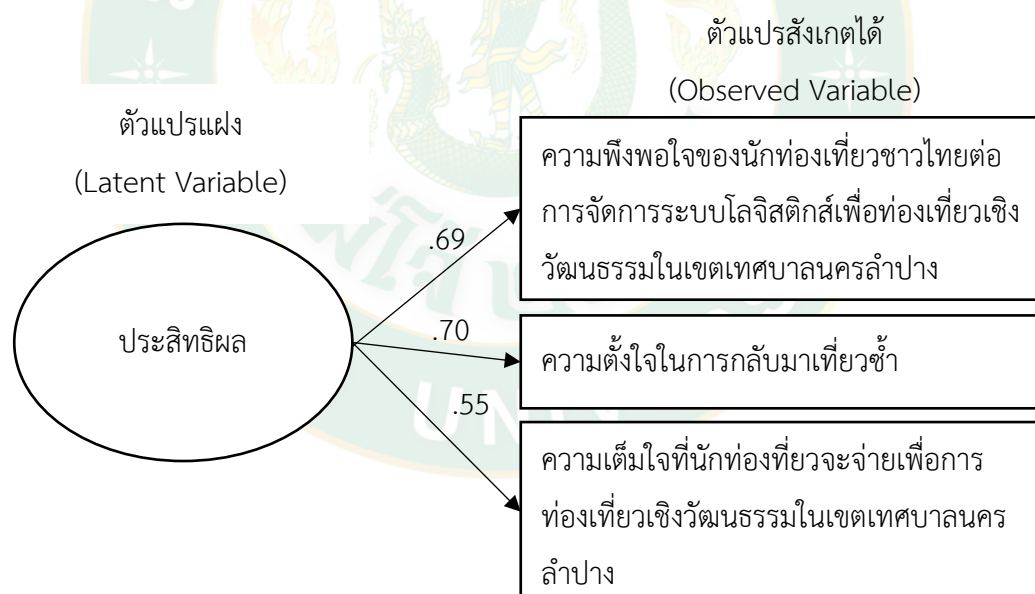 ตัวแปรสังเกตได้
(Observed Variable)
ตัวแปรแฝง
(Latent Variable)
ความพึงพอใจของนักท่องเที่ยวชาวไทยต่อ
การจัดการระบบโลจิสติกส์เพื่อท่องเที่ยวเชิง
วัฒนธรรมในเขตเทศบาลนครลำปาง
.69
ประสิทธิผล
.70
ความตั้งใจในการกลับมาเที่ยวซ้ำ
.55
ความเต็มใจที่นักท่องที่ยวจะจ่ายเพื่อการ
ท่องเที่ยวเชิงวัฒนธรรมในเขตเทศบาลนคร
ลำปาง